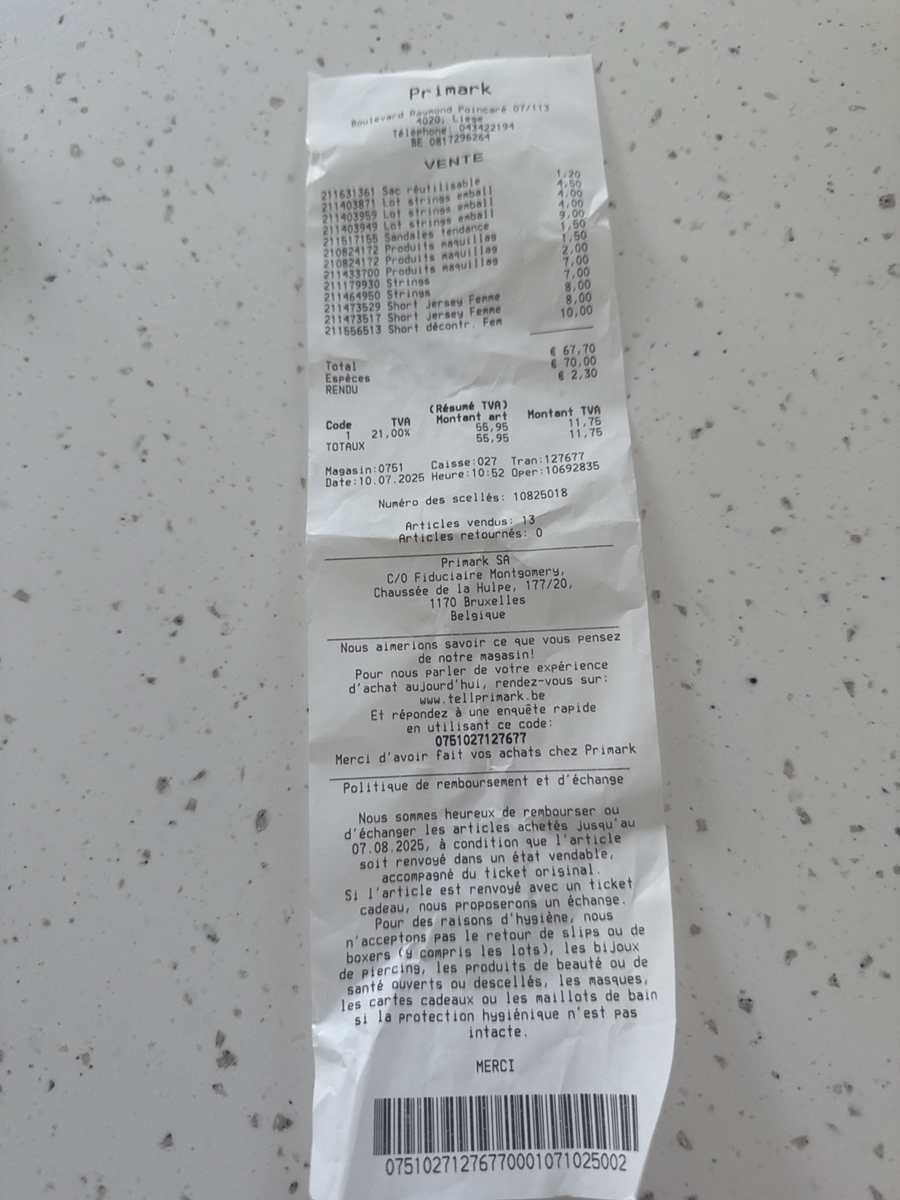 Primark
Boulevard Raymond Poincaré 07/113
4020, Liege
Téléphone: 043422194
BE 0817296264
VENTE
211631361 Sac réutilisable 1,20
211403871 Lot strings emball 4,50
211403959 Lot strings emball 4,00
211403949 Lot strings emball 4,00
211517155 Sandales tendance 9,00
210824172 Produits maquillag 1,50
210824172 Produits maquillag 1,50
211433700 Produits maquillag 2,00
211179930 Strings 7,00
211464950 Strings 7,00
211473529 Short Jersey Femme 8,00
211473517 Short Jersey Femme 8,00
211556513 Short décontr. Fem 10,00
Total € 67,70
Espèces € 70,00
RENDU € 2,30
(Résumé TVA)
Code TVA Montant art Montant TVA
1 21,00% 55,95 11,75
TOTAUX 55,95 11,75
Magasin:0751 Caisse:027 Tran:127677
Date:10.07.2025 Heure:10:52 Oper:10692835
Numéro des scellés: 10825018
Articles vendus: 13
Articles retournés: 0
Primark SA
C/O Fiduciaire Montgomery,
Chaussée de la Hulpe, 177/20,
1170 Bruxelles
Belgique
Nous aimerions savoir ce que vous pensez
de notre magasin!
Pour nous parler de votre expérience
d'achat aujourd'hui, rendez-vous sur:
www.tellprimark.be
Et répondez à une enquête rapide
en utilisant ce code:
0751027127677
Merci d'avoir fait vos achats chez Primark
Politique de remboursement et d'échange
Nous sommes heureux de rembourser ou
d'échanger les articles achetés jusqu'au
07.08.2025, à condition que l'article
soit renvoyé dans un état vendable,
accompagné du ticket original.
Si l'article est renvoyé avec un ticket
cadeau, nous proposerons un échange.
Pour des raisons d'hygiène, nous
n'acceptons pas le retour de slips ou de
boxers (y compris les lots), les bijoux
de piercing, les produits de beauté ou de
santé ouverts ou descellés, les masques,
les cartes cadeaux ou les maillots de bain
si la protection hygiénique n'est pas
intacte.
MERCI
07510271276770001071025002